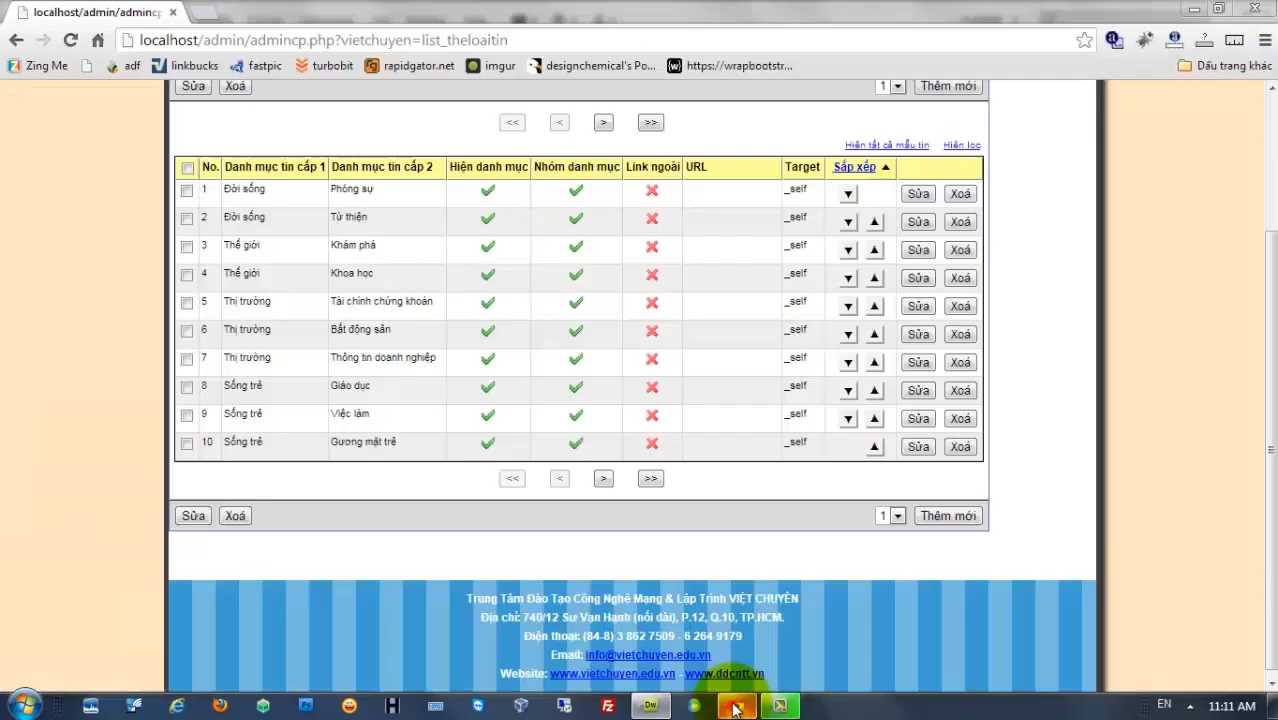 localhost/admin/admincp
localhost/admin/admincp.php?vietchuyen=list_theloaitin
Zing Me adf linkbucks fastpic turbobit rapidgator.net imgur designchemical's Po... https://wrapbootstr... Dấu trang khác
Sửa Xoá 1 Thêm mới
<< < > >>
Hiện tất cả mẫu tin Hiện lọc
No. Danh mục tin cấp 1 Danh mục tin cấp 2 Hiện danh mục Nhóm danh mục Link ngoài URL Target Sắp xếp
1 Đời sống Phóng sự _self Sửa Xoá
2 Đời sống Từ thiện _self Sửa Xoá
3 Thế giới Khám phá _self Sửa Xoá
4 Thế giới Khoa học _self Sửa Xoá
5 Thị trường Tài chính chứng khoán _self Sửa Xoá
6 Thị trường Bất động sản _self Sửa Xoá
7 Thị trường Thông tin doanh nghiệp _self Sửa Xoá
8 Sống trẻ Giáo dục _self Sửa Xoá
9 Sống trẻ Việc làm _self Sửa Xoá
10 Sống trẻ Gương mặt trẻ _self Sửa Xoá
<< < > >>
Sửa Xoá 1 Thêm mới
Trung Tâm Đào Tạo Công Nghệ Mạng & Lập Trình VIỆT CHUYÊN
Địa chỉ: 740/12 Sư Vạn Hạnh (nối dài), P.12, Q.10, TP.HCM.
Điện thoại: (84-8) 3 862 7509 - 6 264 9179
Email: info@vietchuyen.edu.vn
Website: www.vietchuyen.edu.vn - www.ddcntt.vn
Dw EN 11:11 AM